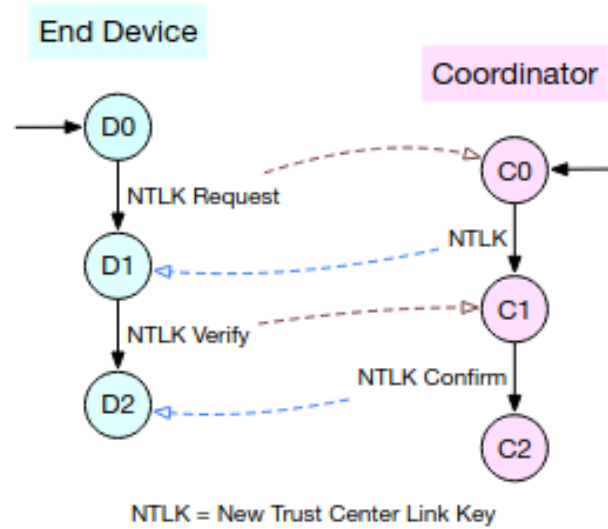 End Device
Coordinator
D0
C0
NTLK Request
NTLK
D1
C1
NTLK Verify
NTLK Confirm
D2
C2
NTLK = New Trust Center Link Key